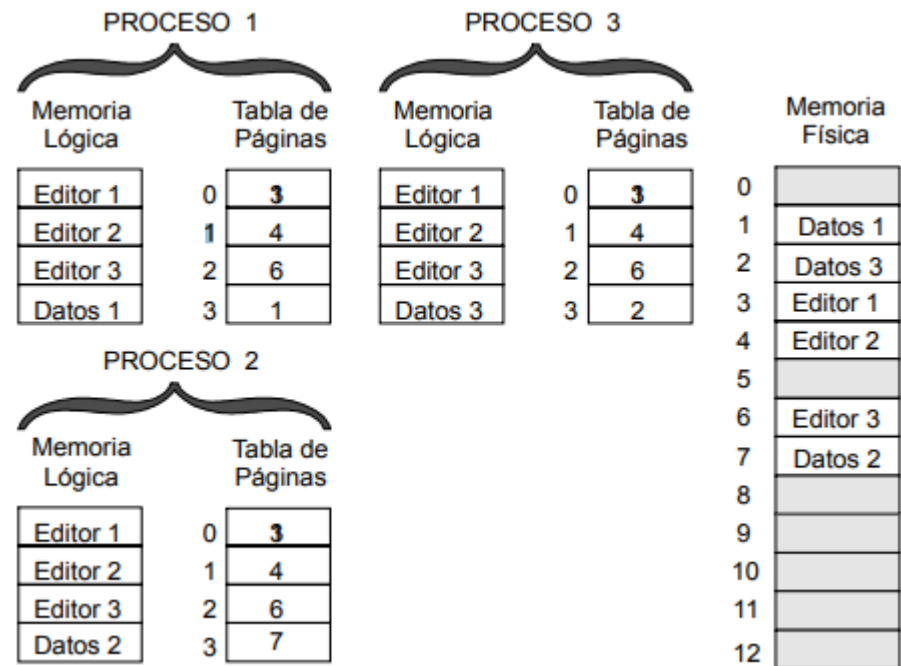 PROCESO 1
Memoria Lógica
Tabla de Páginas
Editor 1 0 3
Editor 2 1 4
Editor 3 2 6
Datos 1 3 1
PROCESO 3
Memoria Lógica
Tabla de Páginas
Editor 1 0 3
Editor 2 1 4
Editor 3 2 6
Datos 3 3 2
PROCESO 2
Memoria Lógica
Tabla de Páginas
Editor 1 0 3
Editor 2 1 4
Editor 3 2 6
Datos 2 3 7
Memoria Física
0
1 Datos 1
2 Datos 3
3 Editor 1
4 Editor 2
5
6 Editor 3
7 Datos 2
8
9
10
11
12